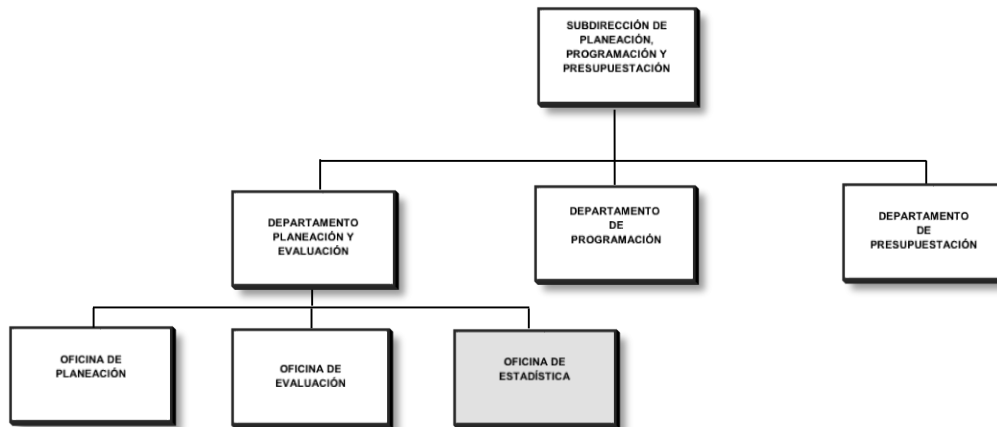 SUBDIRECCIÓN DE
PLANEACIÓN,
PROGRAMACIÓN Y
PRESUPUESTACIÓN
DEPARTAMENTO
PLANEACIÓN Y
EVALUACIÓN
DEPARTAMENTO
DE
PROGRAMACIÓN
DEPARTAMENTO
DE
PRESUPUESTACIÓN
OFICINA DE
PLANEACIÓN
OFICINA DE
EVALUACIÓN
OFICINA DE
ESTADÍSTICA